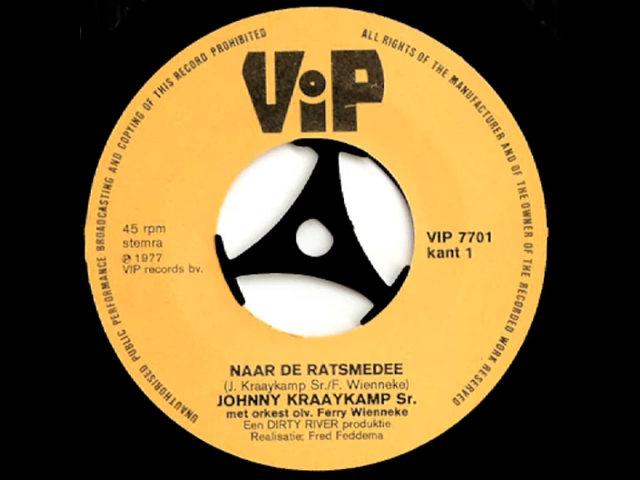 UNAUTHORISED PUBLIC PERFORMANCE BROADCASTING AND COPYING OF THIS RECORD PROHIBITED
ALL RIGHTS OF THE MANUFACTURER AND OF THE OWNER OF THE RECORDED WORK RESERVED
ViP
45 rpm
stemra
℗ 1977
VIP records bv.
VIP 7701
kant 1
NAAR DE RATSMEDEE
(J. Kraaykamp Sr./F. Wienneke)
JOHNNY KRAAYKAMP Sr.
met orkest olv. Ferry Wienneke
Een DIRTY RIVER produktie
Realisatie: Fred Feddema